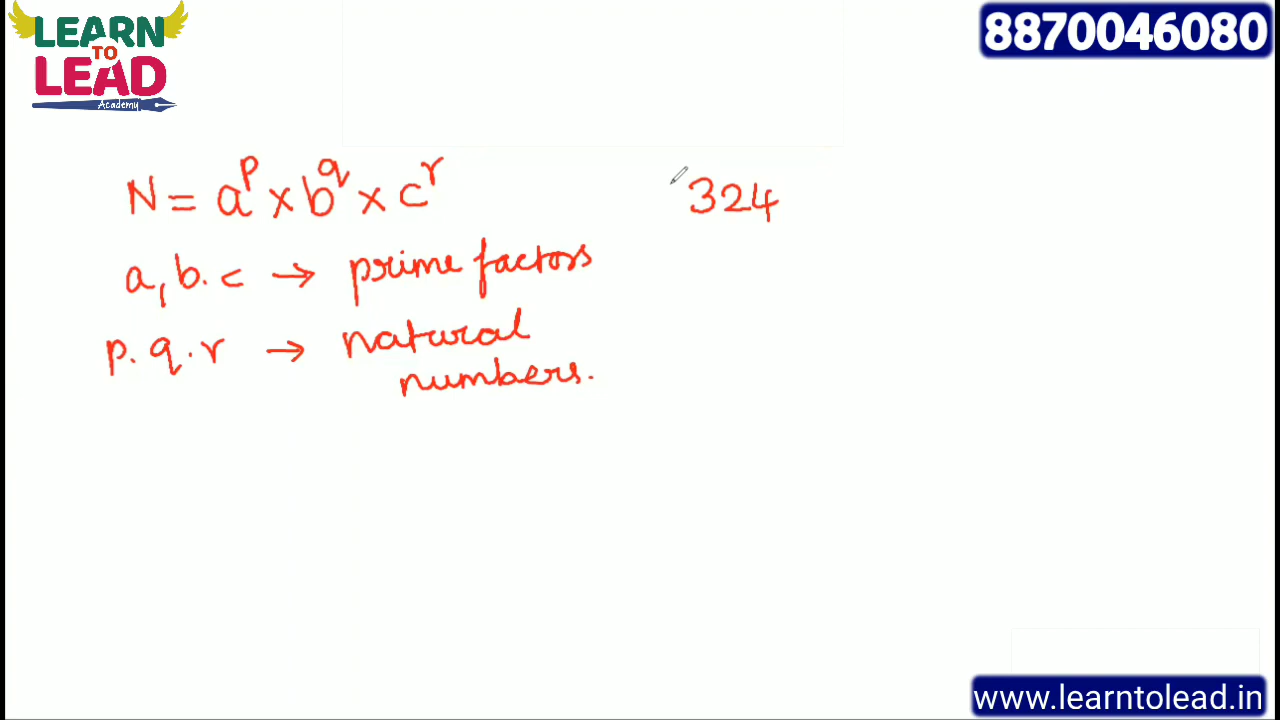 LEARN
TO
LEAD
Academy
8870046080
N = a^p x b^q x c^r
324
a, b. c → prime factors
p. q. r → natural
numbers.
www.learntolead.in